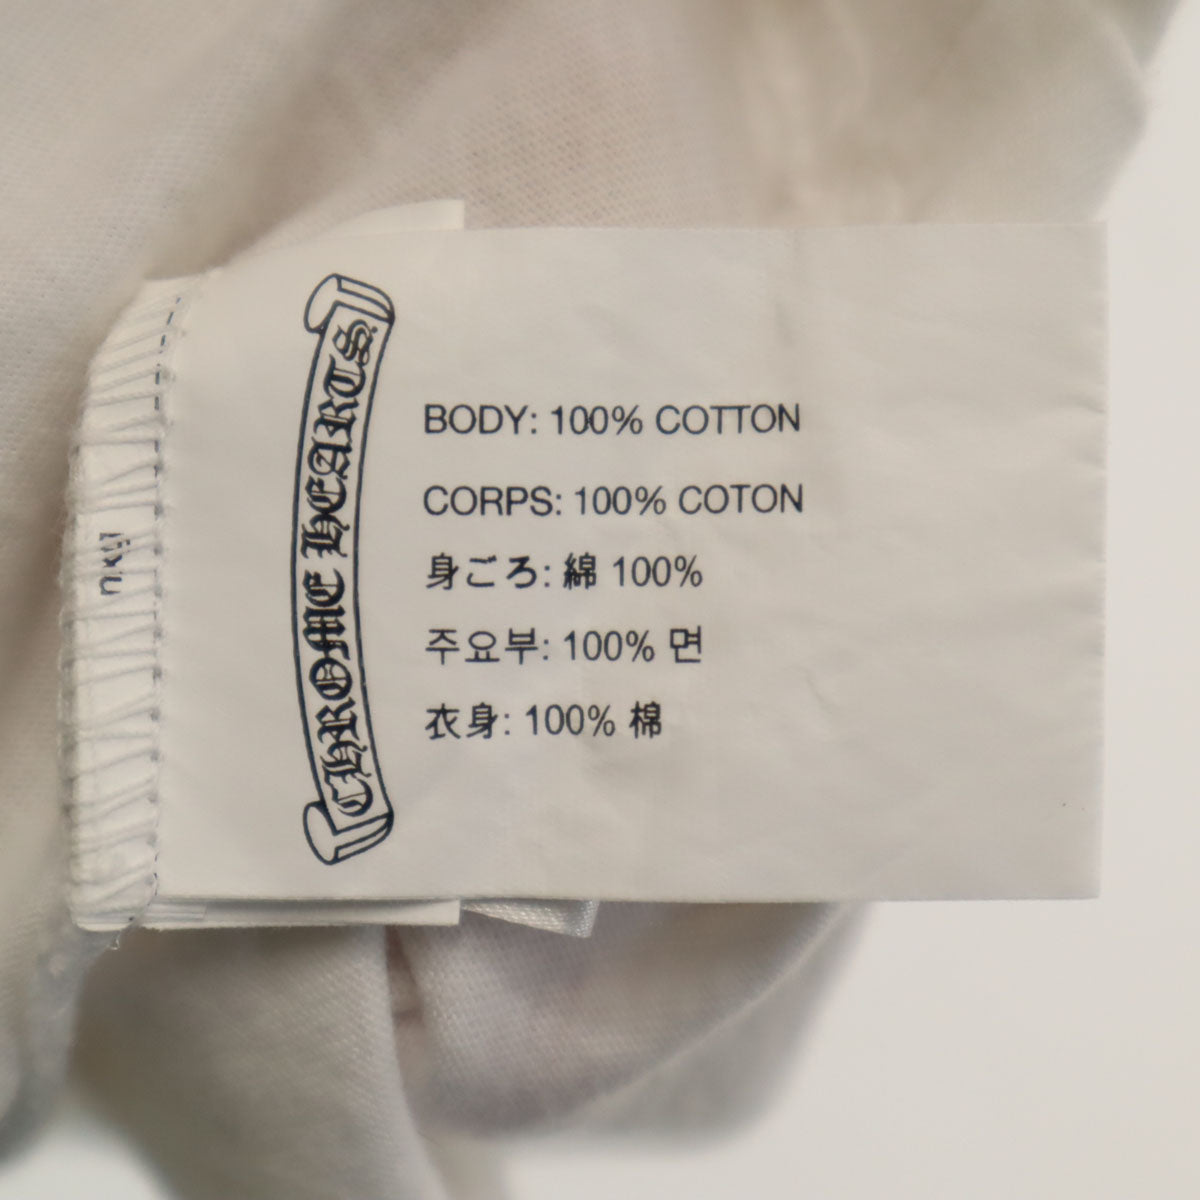 CHROME HEARTS
BODY: 100% COTTON
CORPS: 100% COTON
身ごろ: 綿 100%
주요부: 100% 면
衣身: 100% 棉